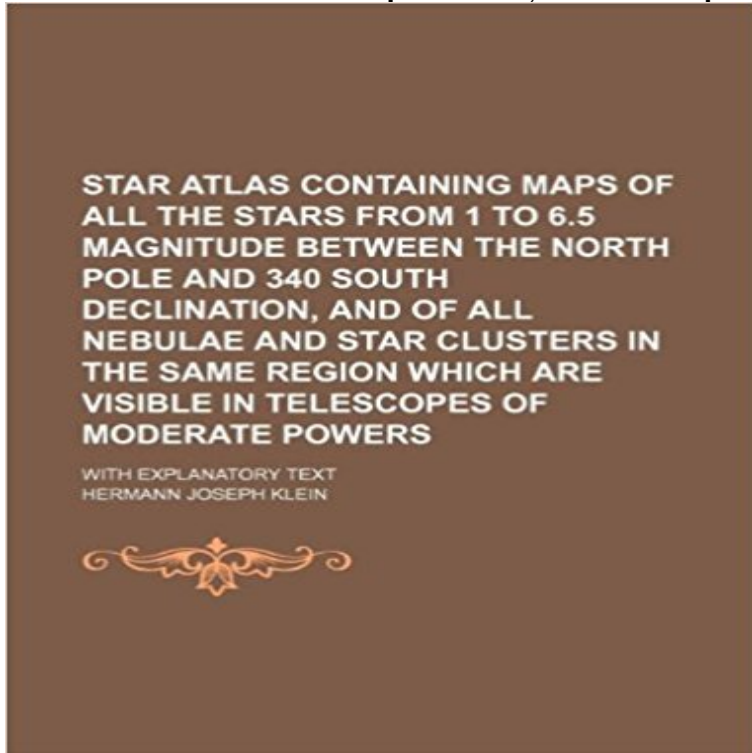 STAR ATLAS CONTAINING MAPS OF
ALL THE STARS FROM 1 TO 6.5
MAGNITUDE BETWEEN THE NORTH
POLE AND 340 SOUTH
DECLINATION, AND OF ALL
NEBULAE AND STAR CLUSTERS IN
THE SAME REGION WHICH ARE
VISIBLE IN TELESCOPES OF
MODERATE POWERS
WITH EXPLANATORY TEXT
HERMANN JOSEPH KLEIN